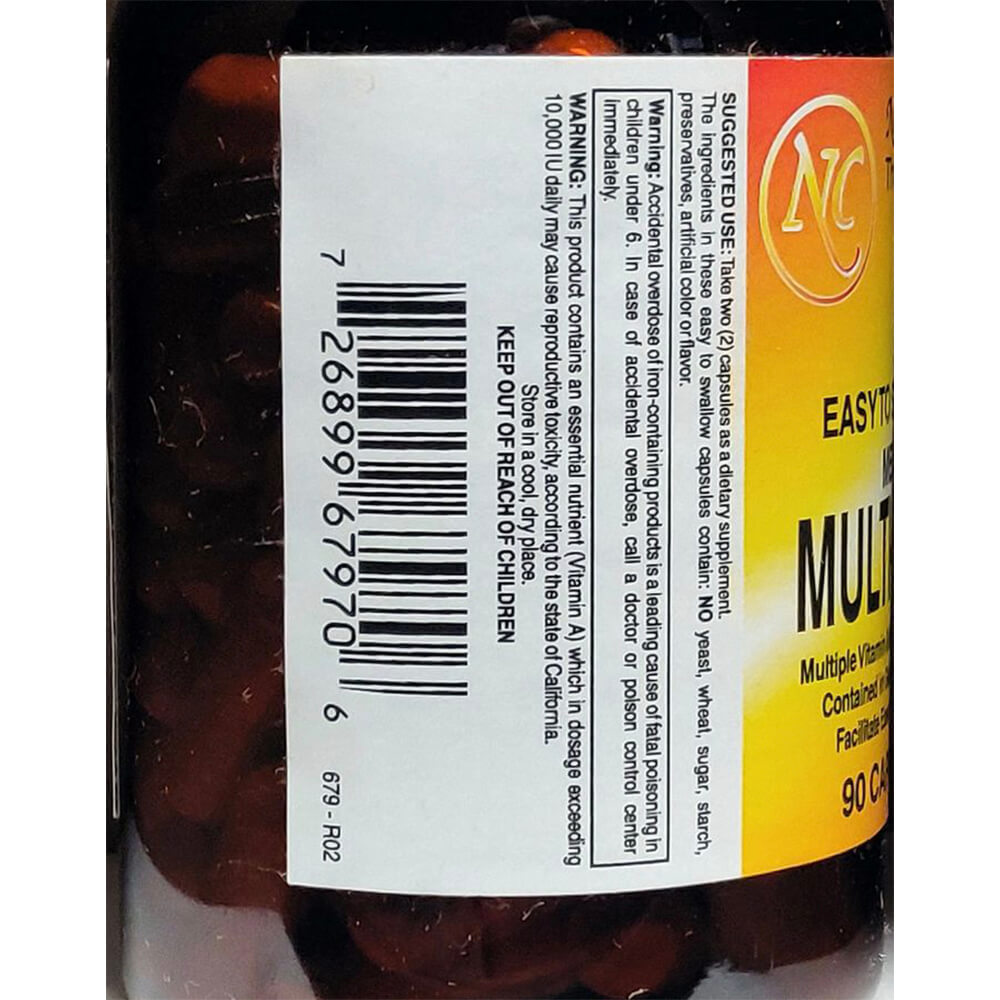 SUGGESTED USE: Take two (2) capsules as a dietary supplement.
The ingredients in these easy to swallow capsules contain: NO yeast, wheat, sugar, starch,
preservatives, artificial color or flavor.
Warning: Accidental overdose of iron-containing products is a leading cause of fatal poisoning in
children under 6. In case of accidental overdose, call a doctor or poison control center
immediately.
WARNING: This product contains an essential nutrient (Vitamin A) which in dosage exceeding
10,000 IU daily may cause reproductive toxicity, according to the state of California.
Store in a cool, dry place.
KEEP OUT OF REACH OF CHILDREN
7 26899 67970 6
679 - R02
NC
EASY TO
MULT
Multiple Vitamin
Contained
Facilitate
90